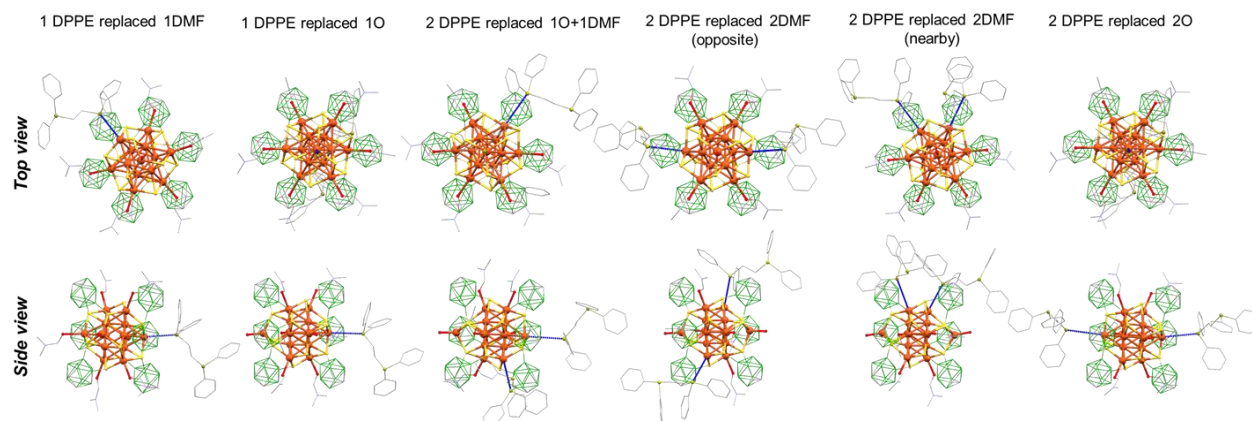 1 DPPE replaced 1DMF
1 DPPE replaced 1O
2 DPPE replaced 1O+1DMF
2 DPPE replaced 2DMF
(opposite)
2 DPPE replaced 2DMF
(nearby)
2 DPPE replaced 2O
Top view
Side view